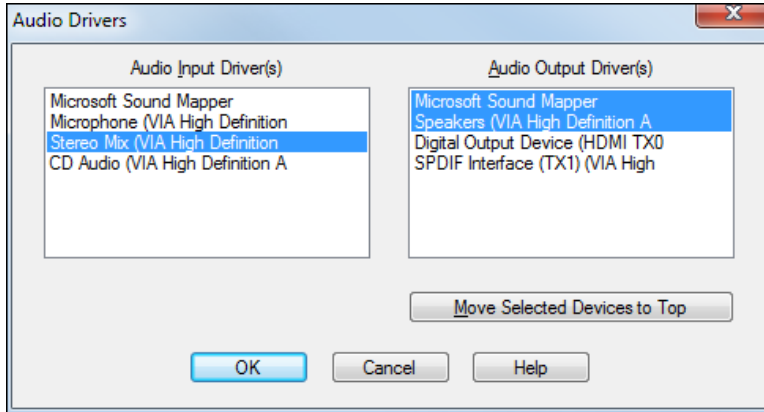 Audio Drivers
Audio Input Driver(s)
Microsoft Sound Mapper
Microphone (VIA High Definition
Stereo Mix (VIA High Definition
CD Audio (VIA High Definition A
Audio Output Driver(s)
Microsoft Sound Mapper
Speakers (VIA High Definition A
Digital Output Device (HDMI TX0
SPDIF Interface (TX1) (VIA High
Move Selected Devices to Top
OK
Cancel
Help